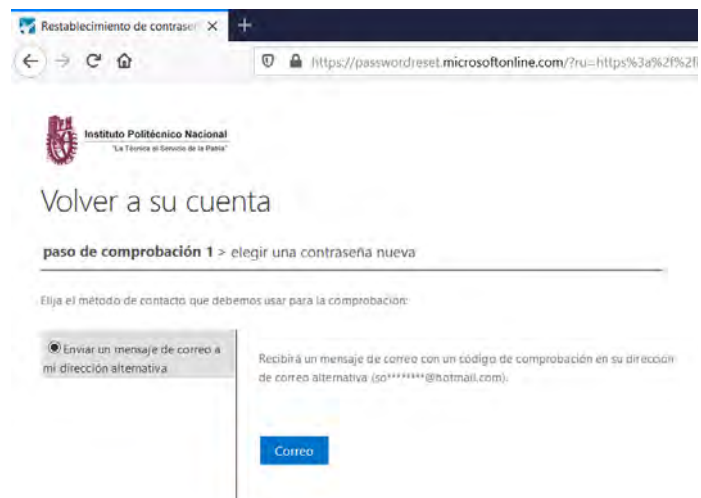 Restablecimiento de contraseñ
https://passwordreset.microsoftonline.com/?ru=https%3a%2f%2f
Instituto Politécnico Nacional
"La Técnica al Servicio de la Patria"
Volver a su cuenta
paso de comprobación 1 > elegir una contraseña nueva
Elija el método de contacto que debemos usar para la comprobación:
Enviar un mensaje de correo a
mi dirección alternativa
Recibirá un mensaje de correo con un código de comprobación en su dirección
de correo alternativa (so********@hotmail.com).
Correo